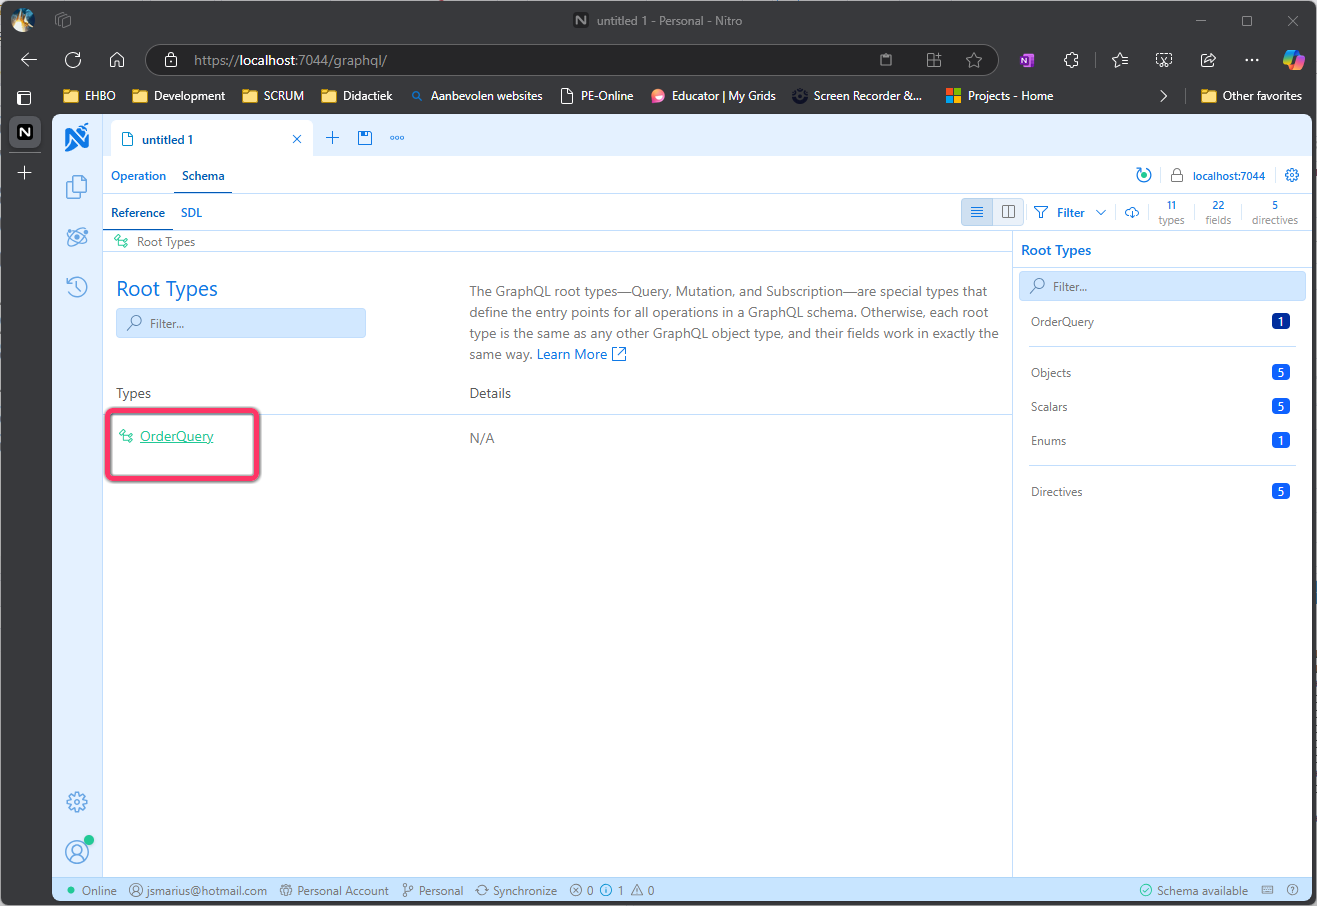 untitled 1 - Personal - Nitro
https://localhost:7044/graphql/
EHBO Development SCRUM Didactiek Aanbevolen websites PE-Online Educator | My Grids Screen Recorder &... Projects - Home Other favorites
untitled 1
Operation Schema
localhost:7044
Reference SDL
Filter
11 types
22 fields
5 directives
Root Types
Root Types
Filter...
The GraphQL root types—Query, Mutation, and Subscription—are special types that
define the entry points for all operations in a GraphQL schema. Otherwise, each root
type is the same as any other GraphQL object type, and their fields work in exactly the
same way. Learn More
Types Details
OrderQuery N/A
Root Types
Filter...
OrderQuery 1
Objects 5
Scalars 5
Enums 1
Directives 5
Online jsmarius@hotmail.com Personal Account Personal Synchronize 0 1 0 Schema available